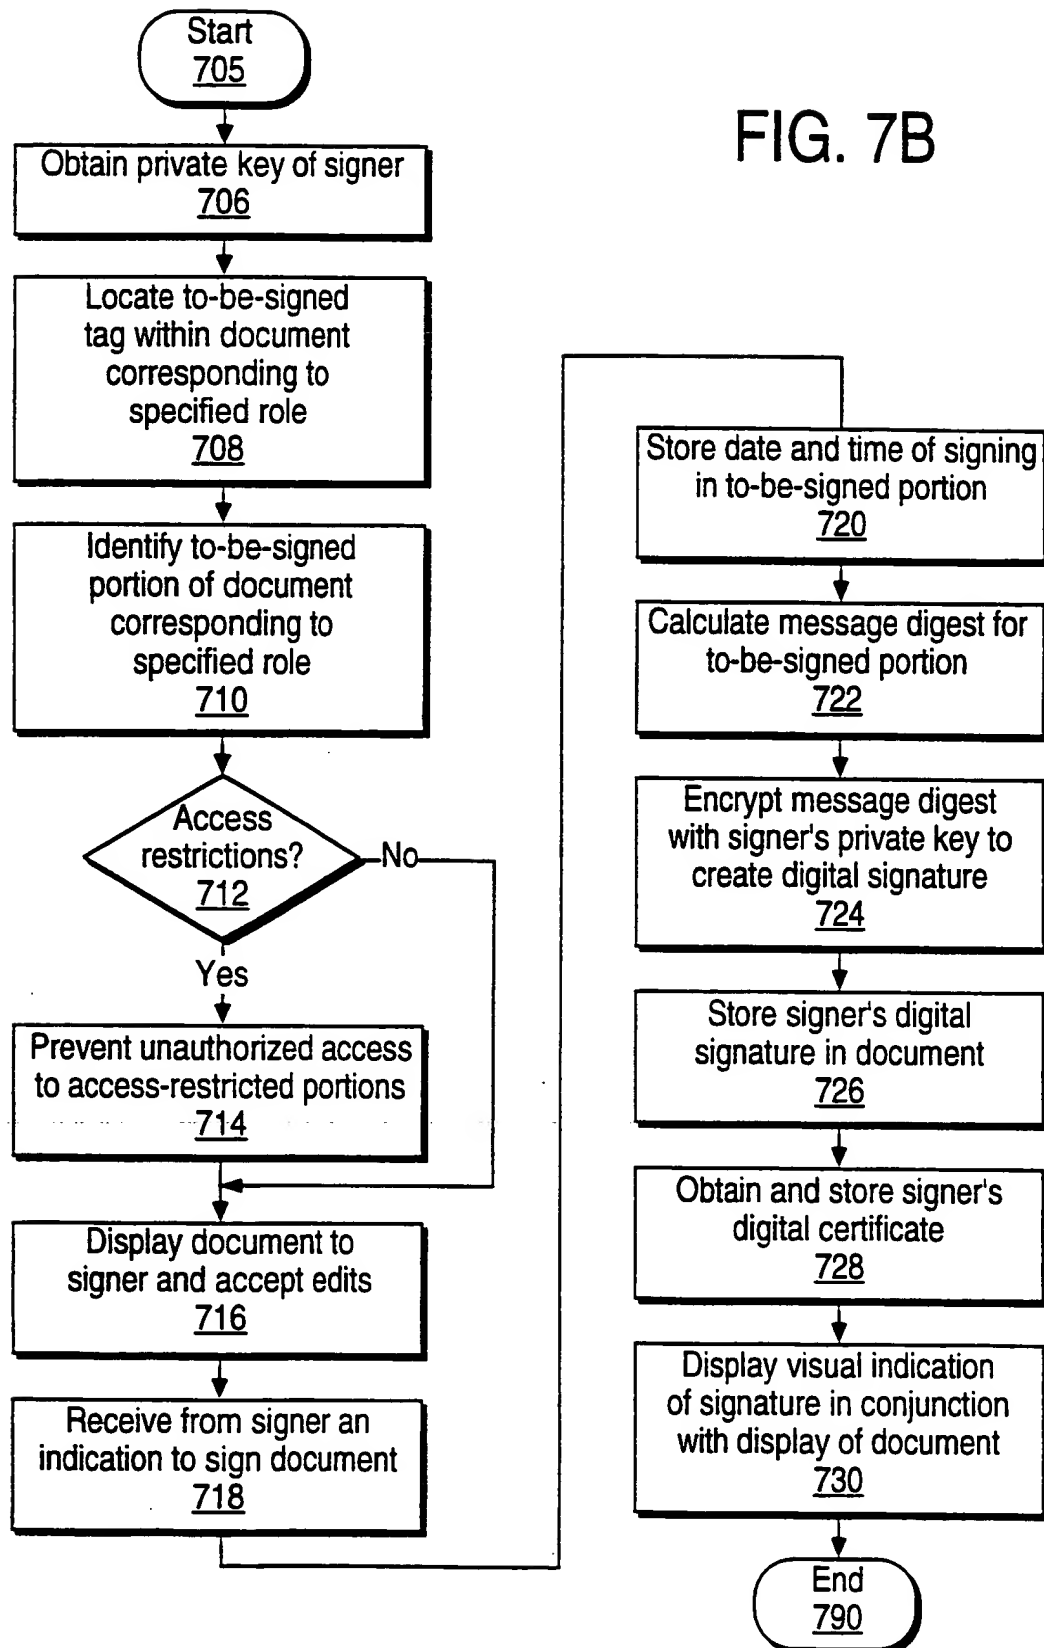 Start
705
FIG. 7B
Obtain private key of signer
706
Locate to-be-signed
tag within document
corresponding to
specified role
708
Identify to-be-signed
portion of document
corresponding to
specified role
710
Access
restrictions?
712
No
Yes
Prevent unauthorized access
to access-restricted portions
714
Display document to
signer and accept edits
716
Receive from signer an
indication to sign document
718
Store date and time of signing
in to-be-signed portion
720
Calculate message digest for
to-be-signed portion
722
Encrypt message digest
with signer's private key to
create digital signature
724
Store signer's digital
signature in document
726
Obtain and store signer's
digital certificate
728
Display visual indication
of signature in conjunction
with display of document
730
End
790